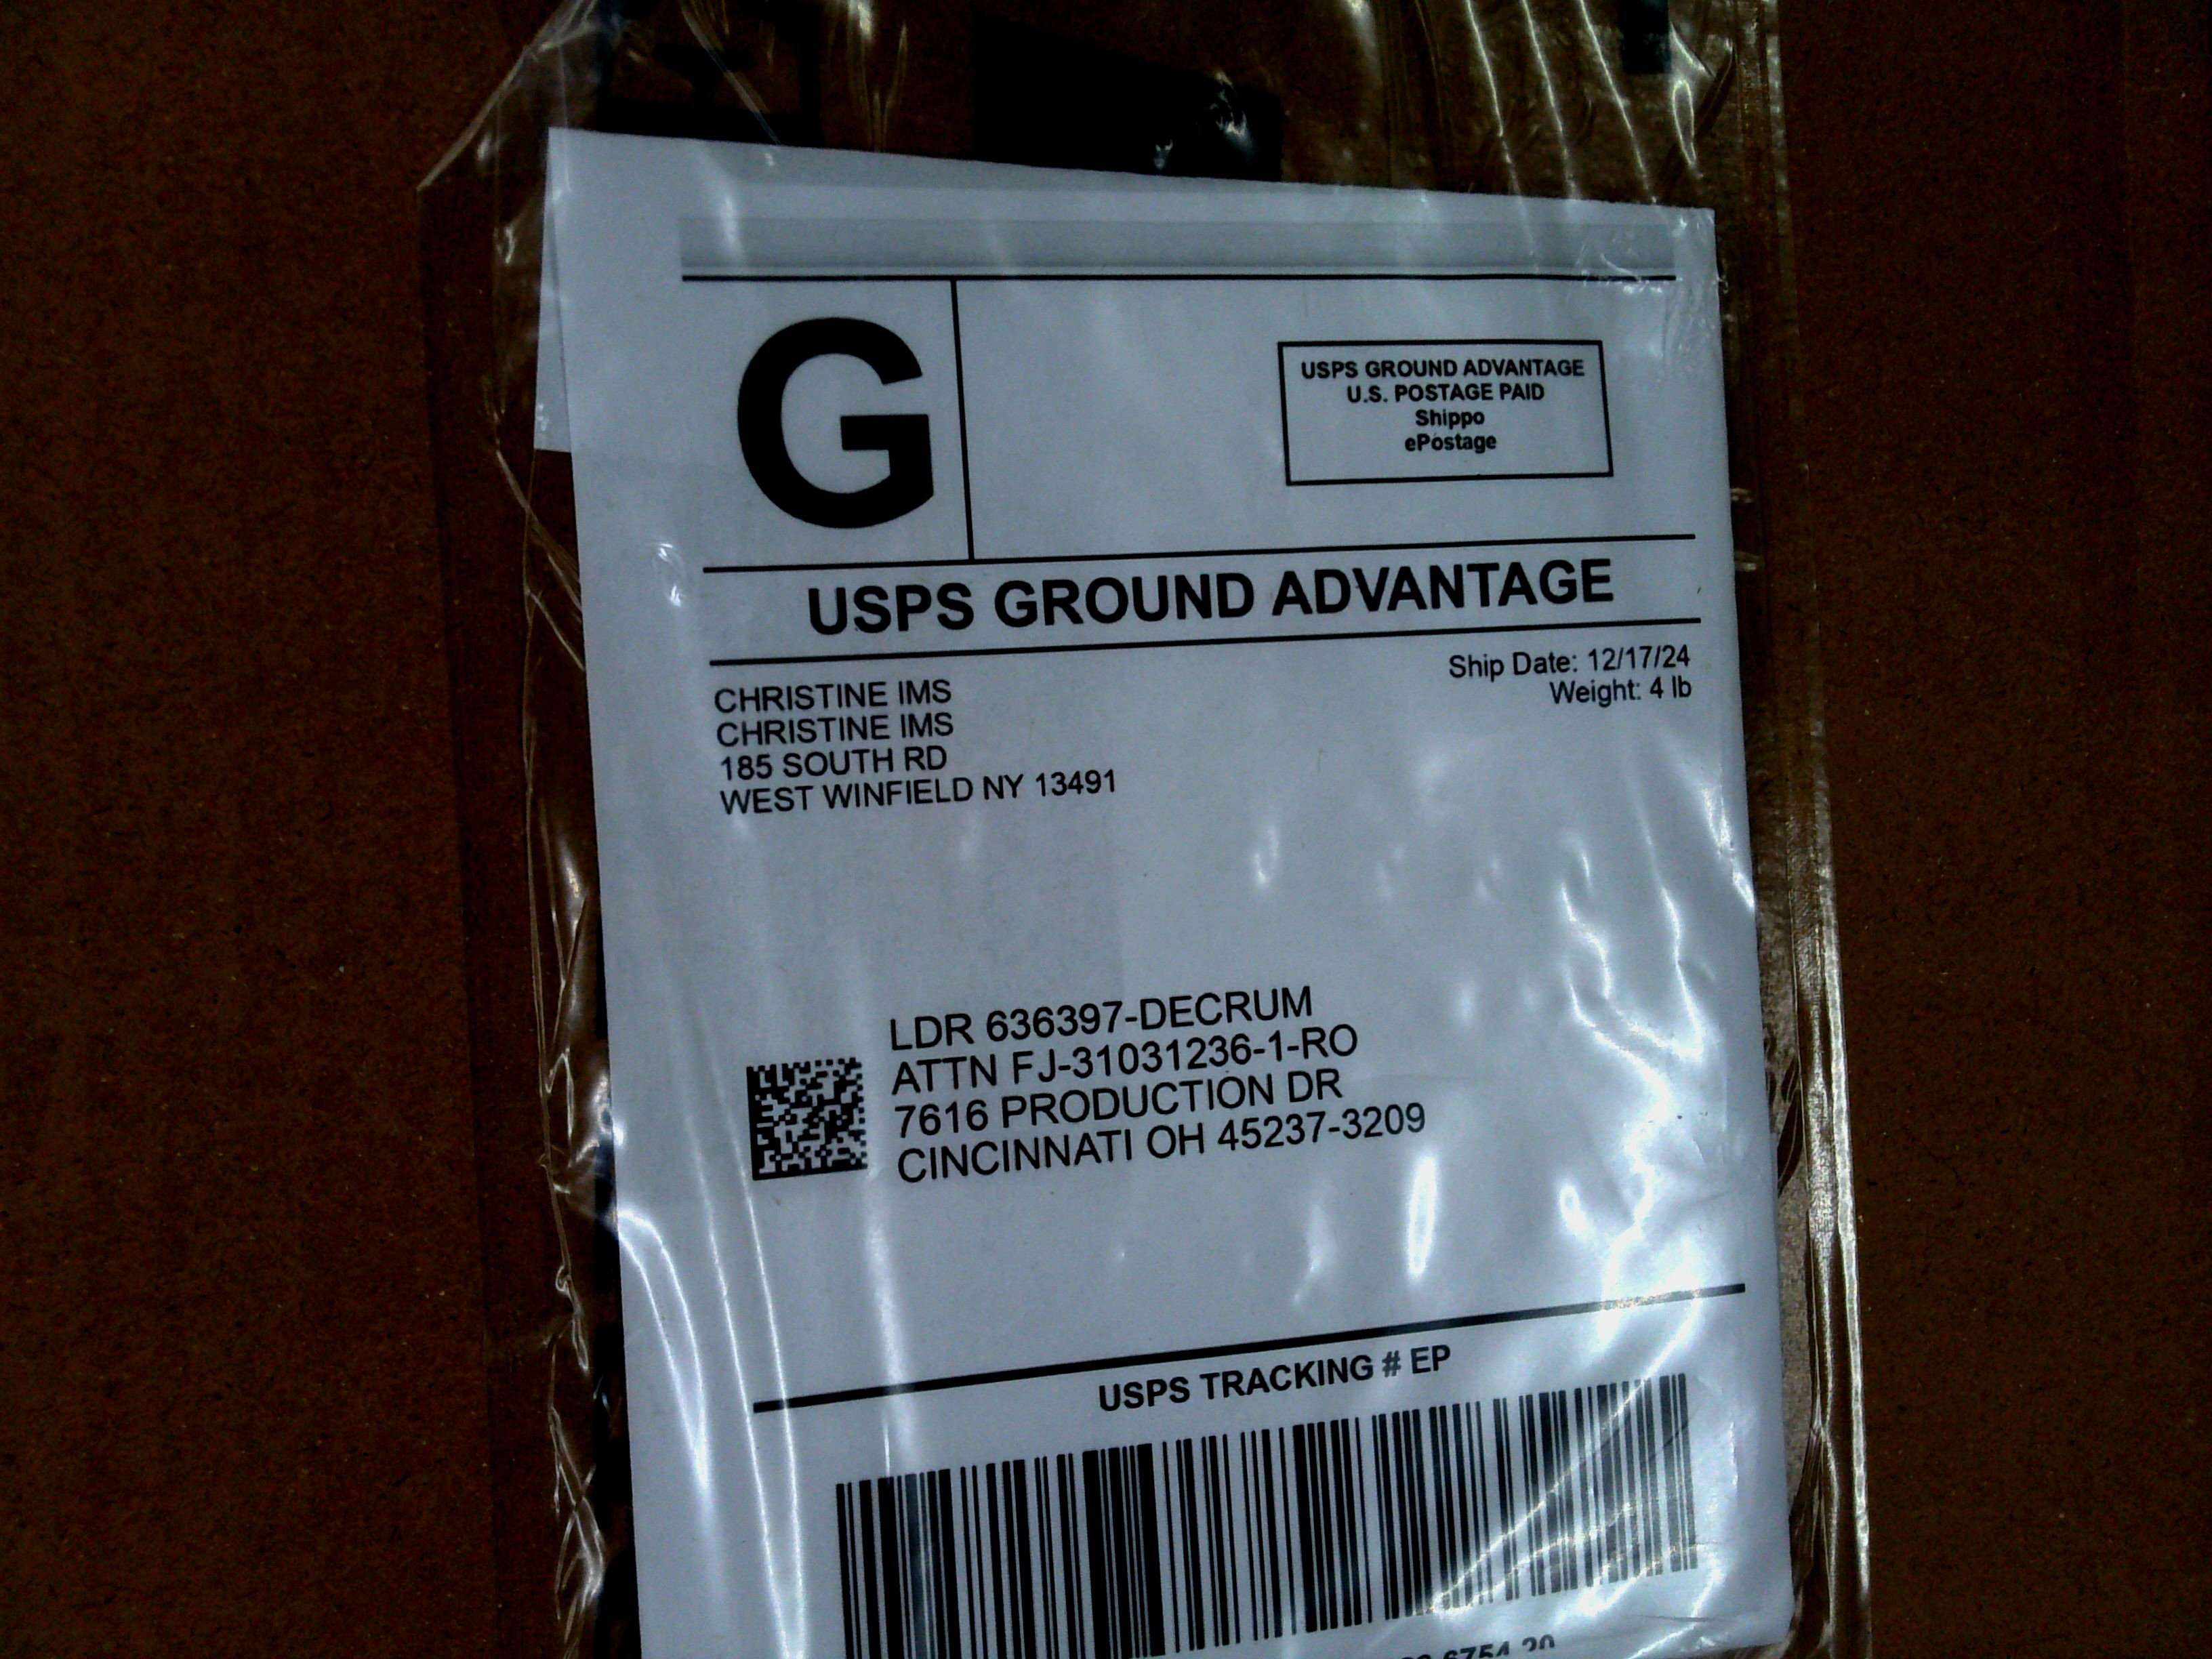 G
USPS GROUND ADVANTAGE
U.S. POSTAGE PAID
Shippo
ePostage
USPS GROUND ADVANTAGE
Ship Date: 12/17/24
Weight: 4 lb
CHRISTINE IMS
CHRISTINE IMS
185 SOUTH RD
WEST WINFIELD NY 13491
LDR 636397-DECRUM
ATTN FJ-31031236-1-RO
7616 PRODUCTION DR
CINCINNATI OH 45237-3209
USPS TRACKING # EP
6754 20